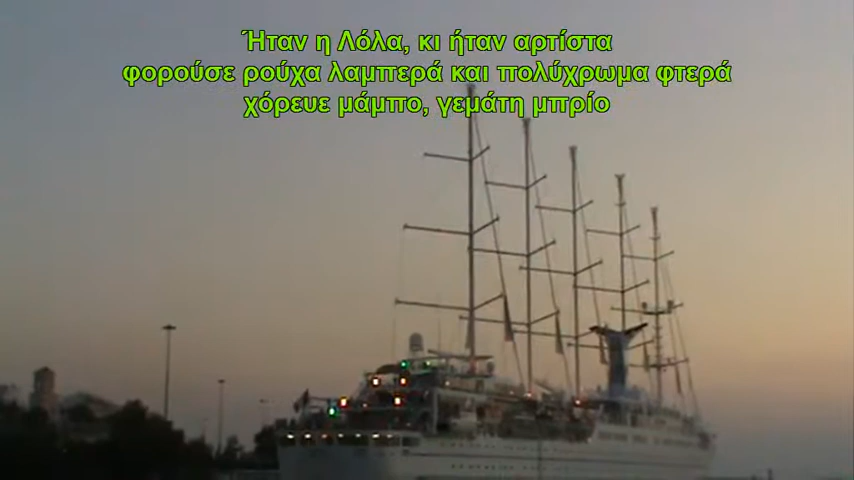 Ήταν η Λόλα, κι ήταν αρτίστα
φορούσε ρούχα λαμπερά και πολύχρωμα φτερά
χόρευε μάμπο, γεμάτη μπρίο